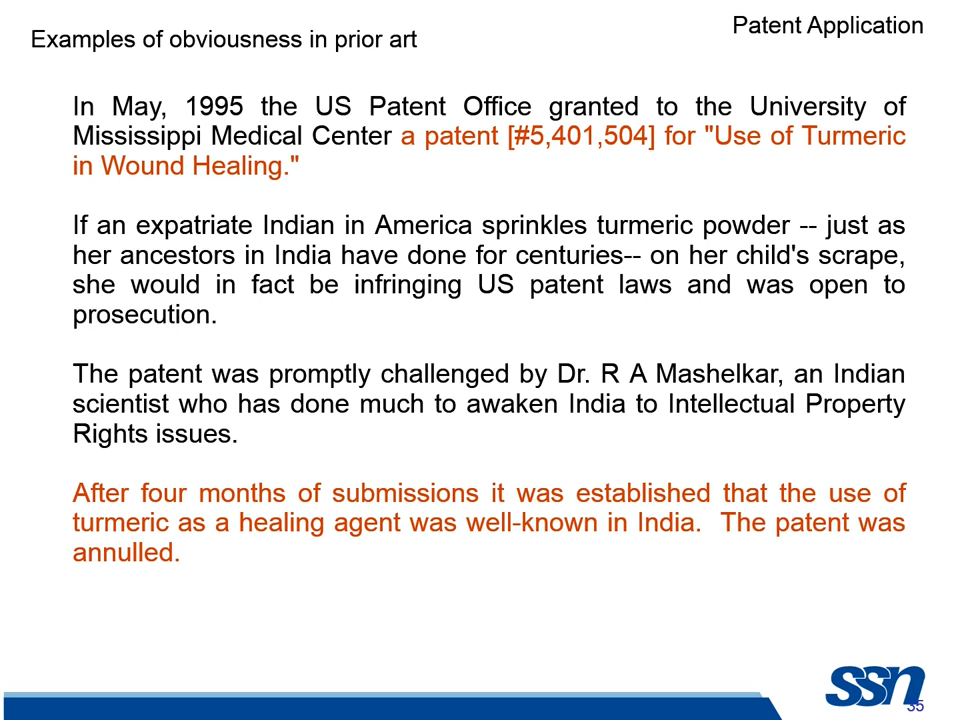 Patent Application
Examples of obviousness in prior art
In May, 1995 the US Patent Office granted to the University of
Mississippi Medical Center a patent [#5,401,504] for "Use of Turmeric
in Wound Healing."
If an expatriate Indian in America sprinkles turmeric powder -- just as
her ancestors in India have done for centuries-- on her child's scrape,
she would in fact be infringing US patent laws and was open to
prosecution.
The patent was promptly challenged by Dr. R A Mashelkar, an Indian
scientist who has done much to awaken India to Intellectual Property
Rights issues.
After four months of submissions it was established that the use of
turmeric as a healing agent was well-known in India. The patent was
annulled.
ssn
35